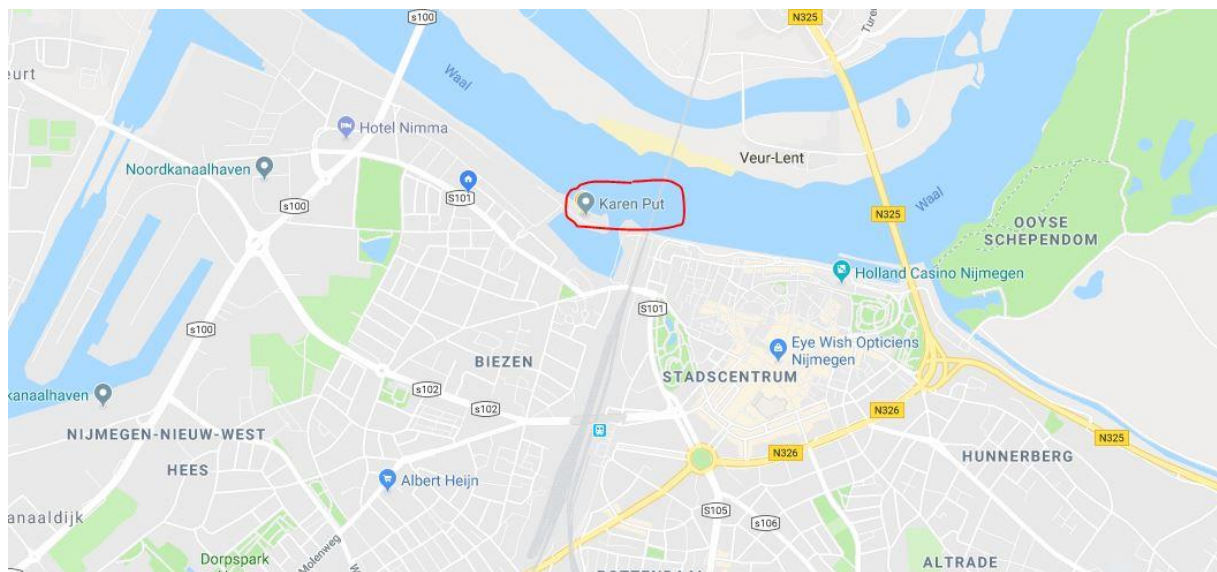 s100
N325
Waal
Hotel Nimma
Noordkanaalhaven
S101
s100
Karen Put
Veur-Lent
N325
Waal
OOYSE
SCHEPENDOM
Holland Casino Nijmegen
s100
S101
BIEZEN
Eye Wish Opticiens
Nijmegen
STADSCENTRUM
kanaalhaven
s102
s102
N326
NIJMEGEN-NIEUW-WEST
N325
HEES
N326
HUNNERBERG
Albert Heijn
S105
s106
anaaldijk
Dorpspark
Molenweg
ALTRADE